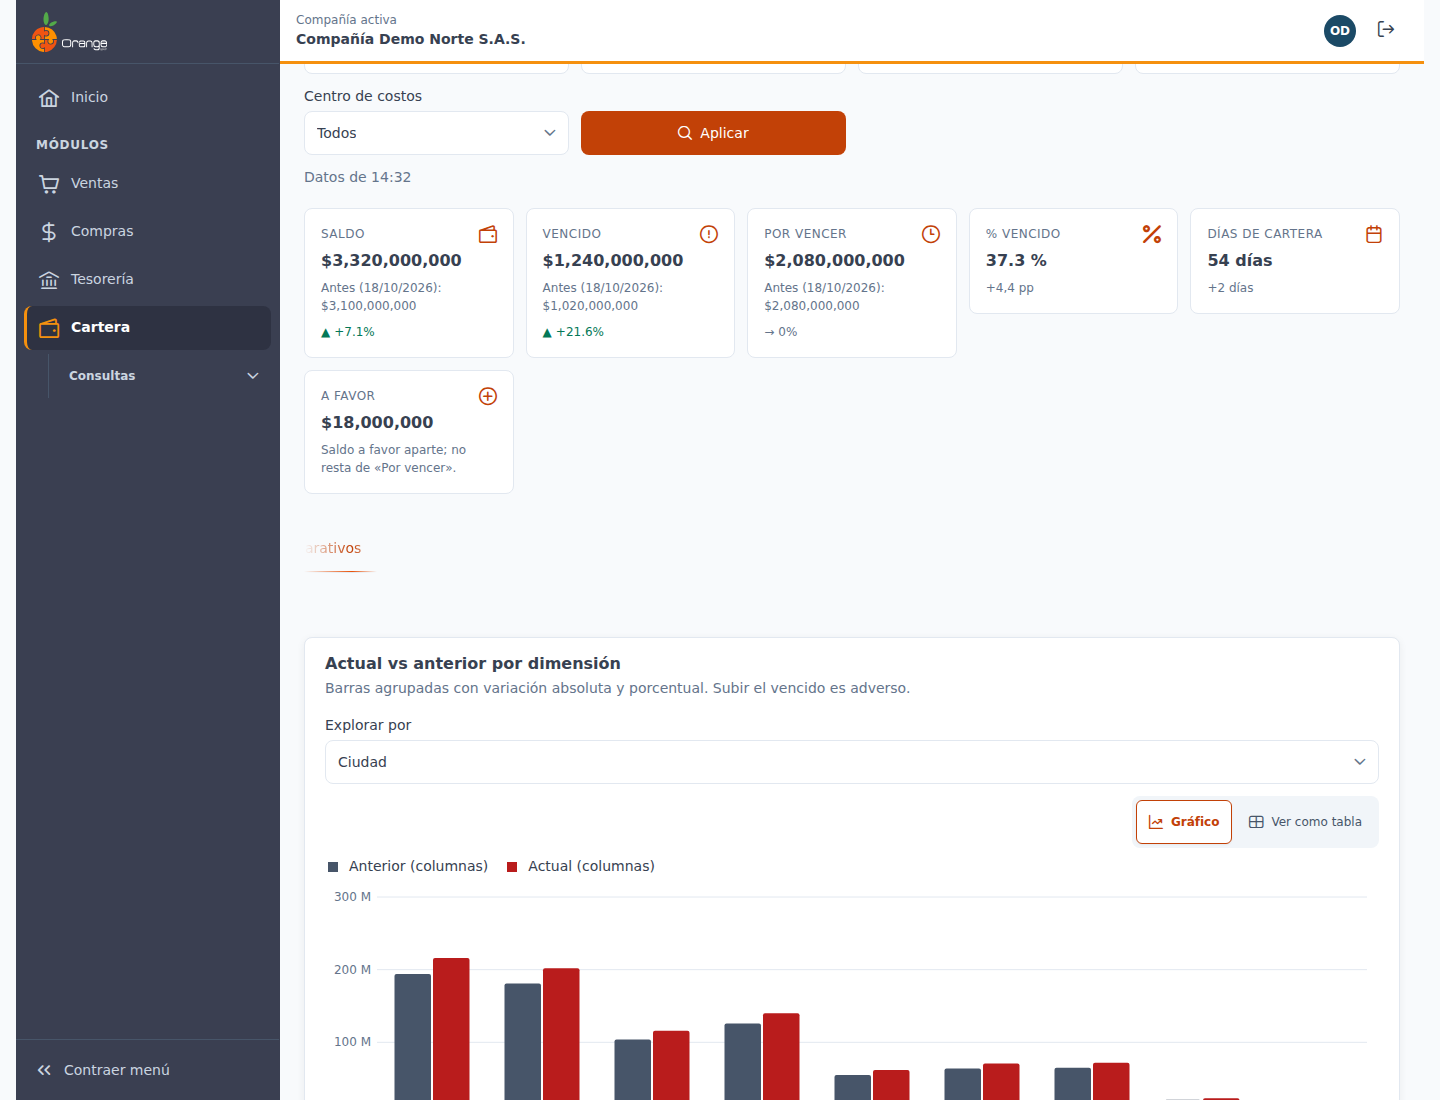 Orange
Compañía activa
Compañía Demo Norte S.A.S.
OD
Inicio
MÓDULOS
Ventas
Compras
Tesorería
Cartera
Consultas
Contraer menú
Centro de costos
Todos
Aplicar
Datos de 14:32
SALDO
$3,320,000,000
Antes (18/10/2026):
$3,100,000,000
▲ +7.1%
VENCIDO
$1,240,000,000
Antes (18/10/2026):
$1,020,000,000
▲ +21.6%
POR VENCER
$2,080,000,000
Antes (18/10/2026):
$2,080,000,000
→ 0%
% VENCIDO
37.3 %
+4,4 pp
DÍAS DE CARTERA
54 días
+2 días
A FAVOR
$18,000,000
Saldo a favor aparte; no
resta de «Por vencer».
arativos
Actual vs anterior por dimensión
Barras agrupadas con variación absoluta y porcentual. Subir el vencido es adverso.
Explorar por
Ciudad
Gráfico
Ver como tabla
Anterior (columnas)
Actual (columnas)
300 M
200 M
100 M